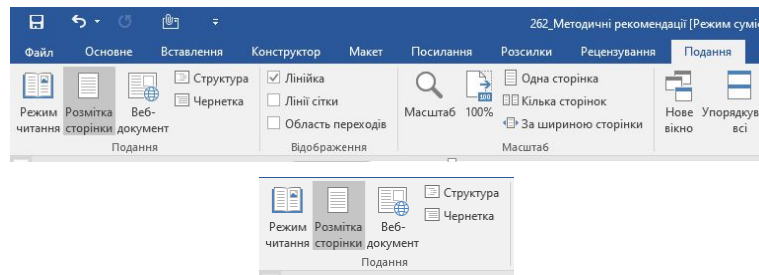 262_Методичні рекомендації [Режим суміс
Файл Основне Вставлення Конструктор Макет Посилання Розсилки Рецензування Подання
Режим читання
Розмітка сторінки
Веб-документ
Структура
Чернетка
Подання
Лінійка
Лінії сітки
Область переходів
Відображення
Масштаб
100%
100
Одна сторінка
Кілька сторінок
За шириною сторінки
Масштаб
Нове вікно
Упорядкув всі
Режим читання
Розмітка сторінки
Веб-документ
Структура
Чернетка
Подання